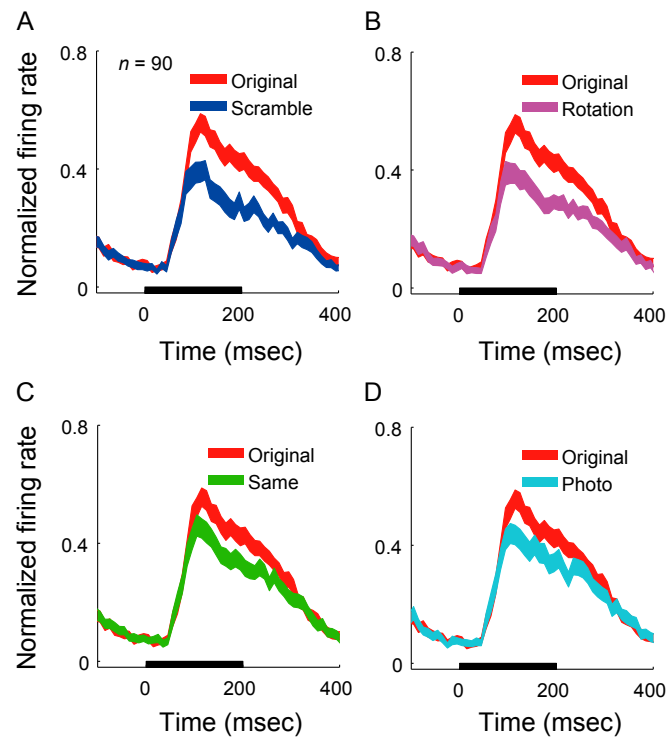 A
0.8
n = 90
Original
Scramble
0.4
0
0
200
400
Normalized firing rate
Time (msec)
B
0.8
Original
Rotation
0.4
0
0
200
400
Time (msec)
C
0.8
Original
Same
0.4
0
0
200
400
Normalized firing rate
Time (msec)
D
0.8
Original
Photo
0.4
0
0
200
400
Time (msec)